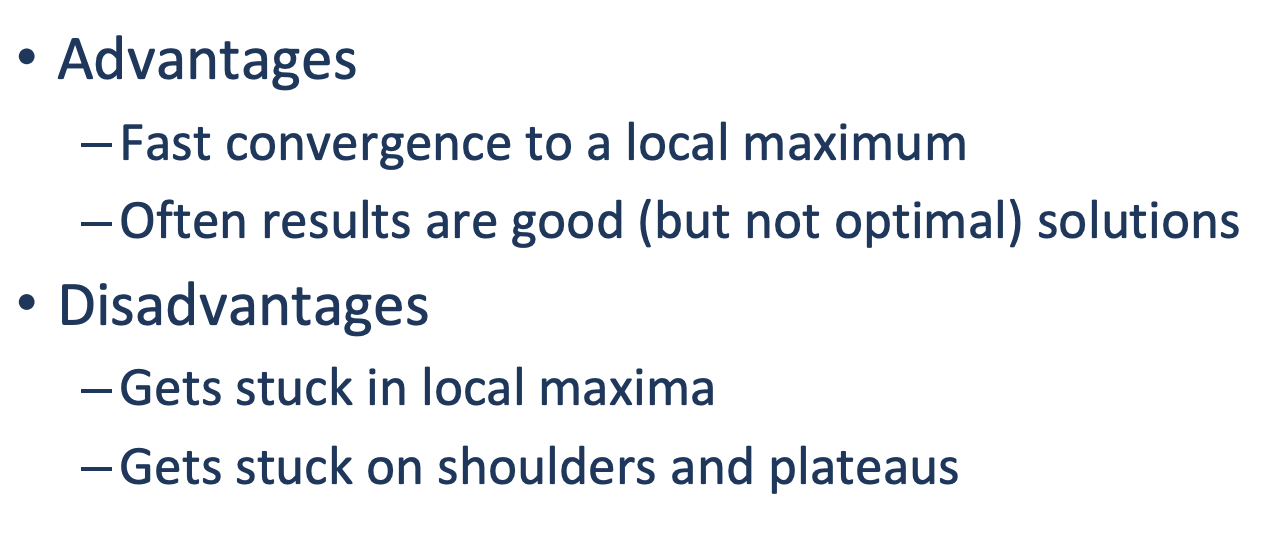 • Advantages
– Fast convergence to a local maximum
– Often results are good (but not optimal) solutions
• Disadvantages
– Gets stuck in local maxima
– Gets stuck on shoulders and plateaus